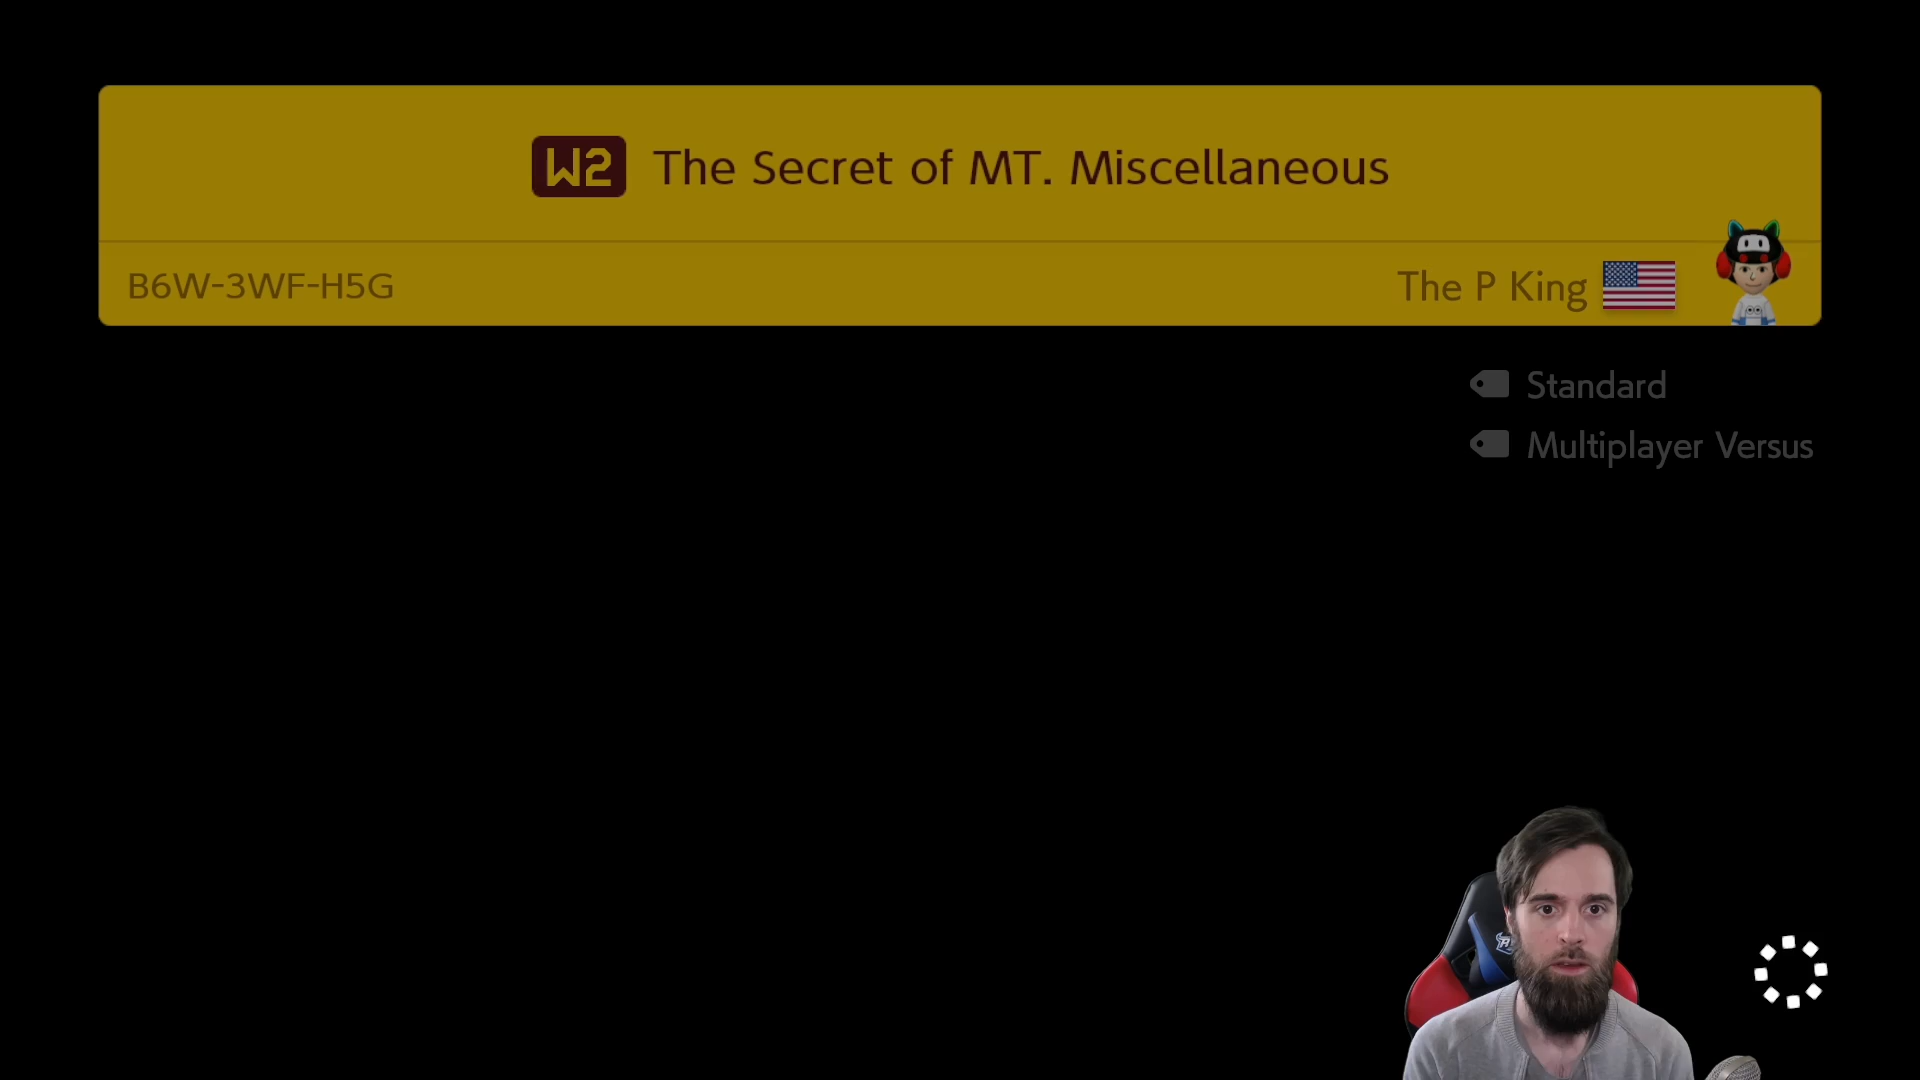 W2 The Secret of MT. Miscellaneous
B6W-3WF-H5G
The P King
Standard
Multiplayer Versus